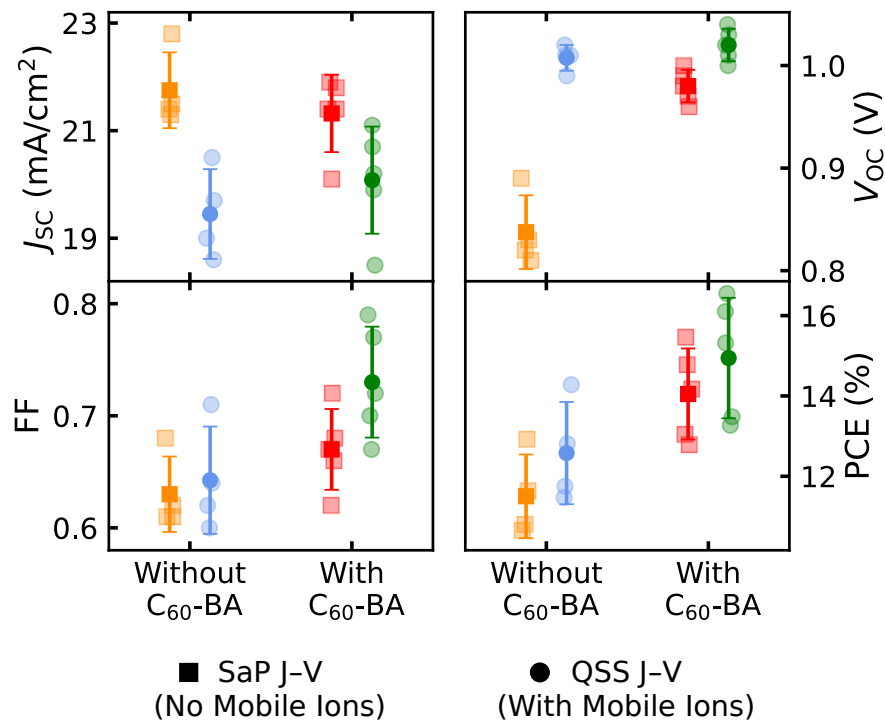 23
21
19
J_SC (mA/cm²)
1.0
0.9
0.8
V_OC (V)
0.8
0.7
0.6
FF
16
14
12
PCE (%)
Without
C₆₀-BA
With
C₆₀-BA
Without
C₆₀-BA
With
C₆₀-BA
SaP J–V
(No Mobile Ions)
QSS J–V
(With Mobile Ions)